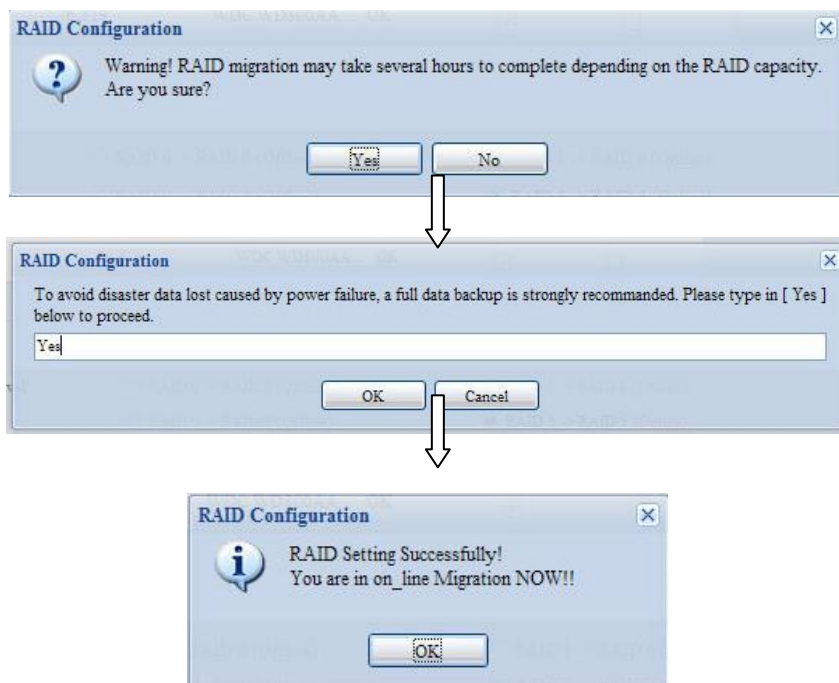 RAID Configuration
Warning! RAID migration may take several hours to complete depending on the RAID capacity.
Are you sure?
Yes
No
RAID Configuration
To avoid disaster data lost caused by power failure, a full data backup is strongly recommanded. Please type in [ Yes ]
below to proceed.
Yes
OK
Cancel
RAID Configuration
RAID Setting Successfully!
You are in on_line Migration NOW!!
OK